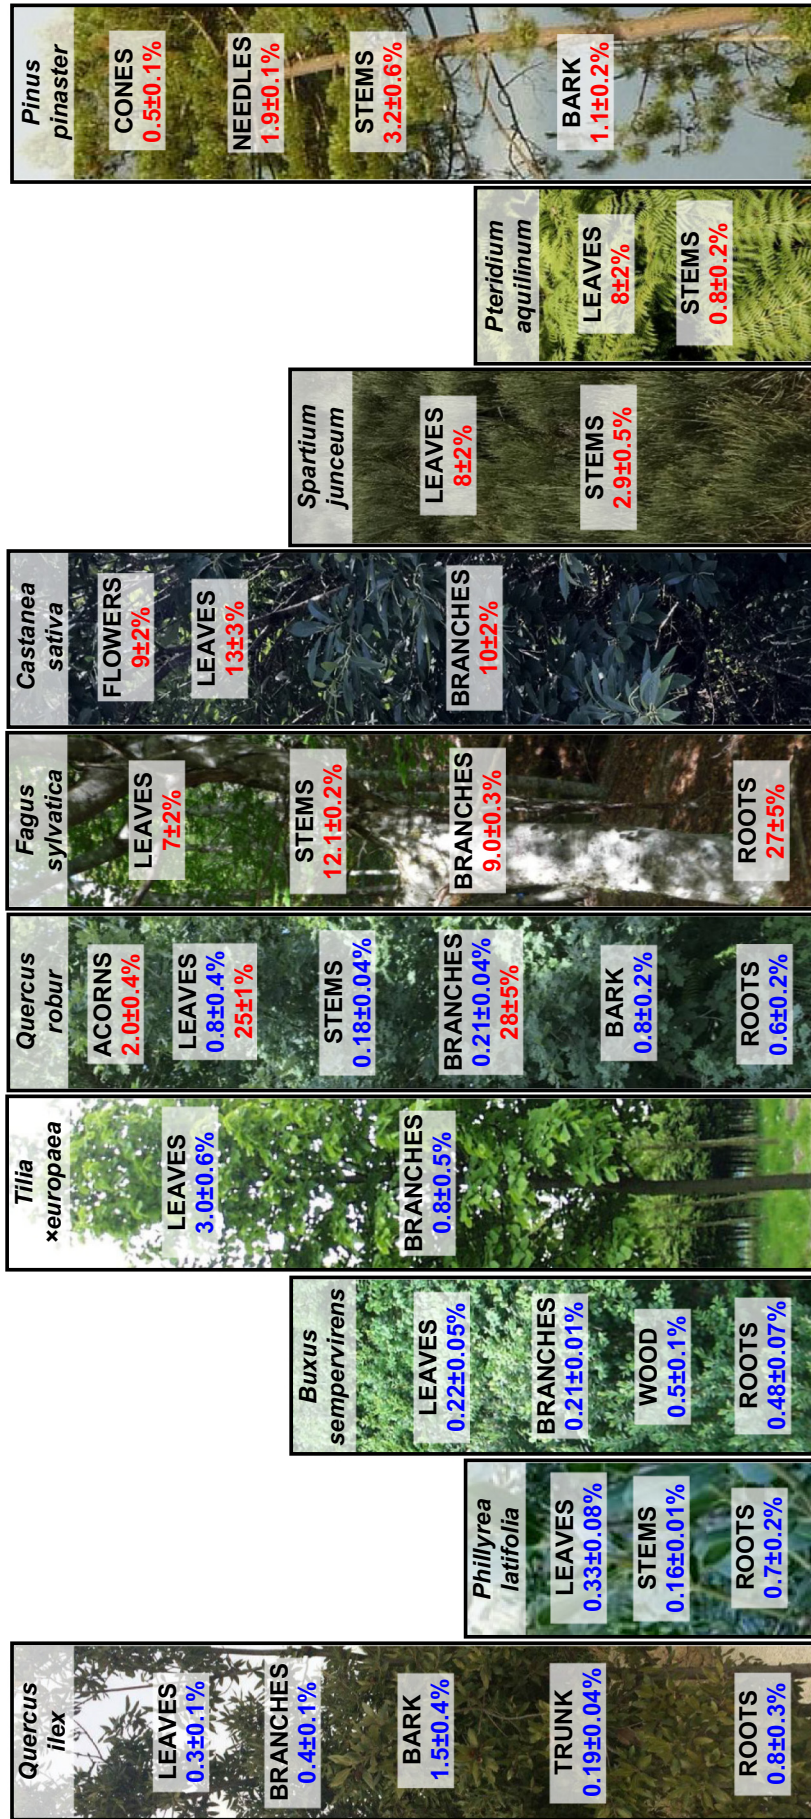 Quercus
ilex
LEAVES
0.3±0.1%
BRANCHES
0.4±0.1%
BARK
1.5±0.4%
TRUNK
0.19±0.04%
ROOTS
0.8±0.3%
Phillyrea
latifolia
LEAVES
0.33±0.08%
STEMS
0.16±0.01%
ROOTS
0.7±0.2%
Buxus
sempervirens
LEAVES
0.22±0.05%
BRANCHES
0.21±0.01%
WOOD
0.5±0.1%
ROOTS
0.48±0.07%
Tilia
×europaea
LEAVES
3.0±0.6%
BRANCHES
0.8±0.5%
Quercus
robur
ACORNS
2.0±0.4%
LEAVES
0.8±0.4%
25±1%
STEMS
0.18±0.04%
BRANCHES
0.21±0.04%
28±5%
BARK
0.8±0.2%
ROOTS
0.6±0.2%
Fagus
sylvatica
LEAVES
7±2%
STEMS
12.1±0.2%
BRANCHES
9.0±0.3%
ROOTS
27±5%
Castanea
sativa
FLOWERS
9±2%
LEAVES
13±3%
BRANCHES
10±2%
Spartium
junceum
LEAVES
8±2%
STEMS
2.9±0.5%
Pteridium
aquilinum
LEAVES
8±2%
STEMS
0.8±0.2%
Pinus
pinaster
CONES
0.5±0.1%
NEEDLES
1.9±0.1%
STEMS
3.2±0.6%
BARK
1.1±0.2%